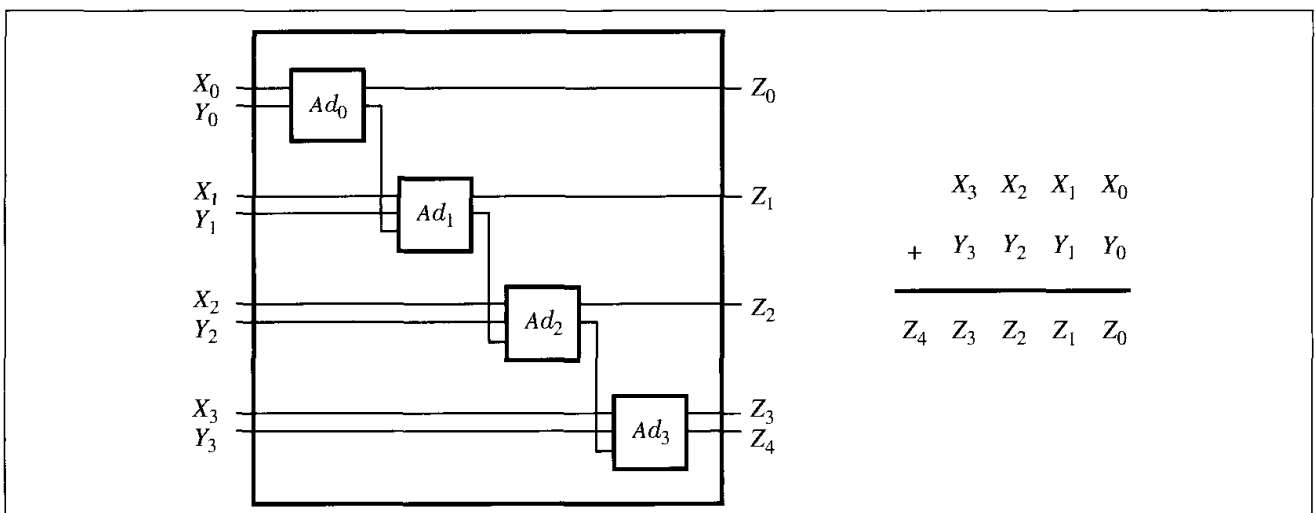 X₀
Y₀
Ad₀
Z₀
X₁
Y₁
Ad₁
Z₁
X₂
Y₂
Ad₂
Z₂
X₃
Y₃
Ad₃
Z₃
Z₄
X₃ X₂ X₁ X₀
+ Y₃ Y₂ Y₁ Y₀
Z₄ Z₃ Z₂ Z₁ Z₀